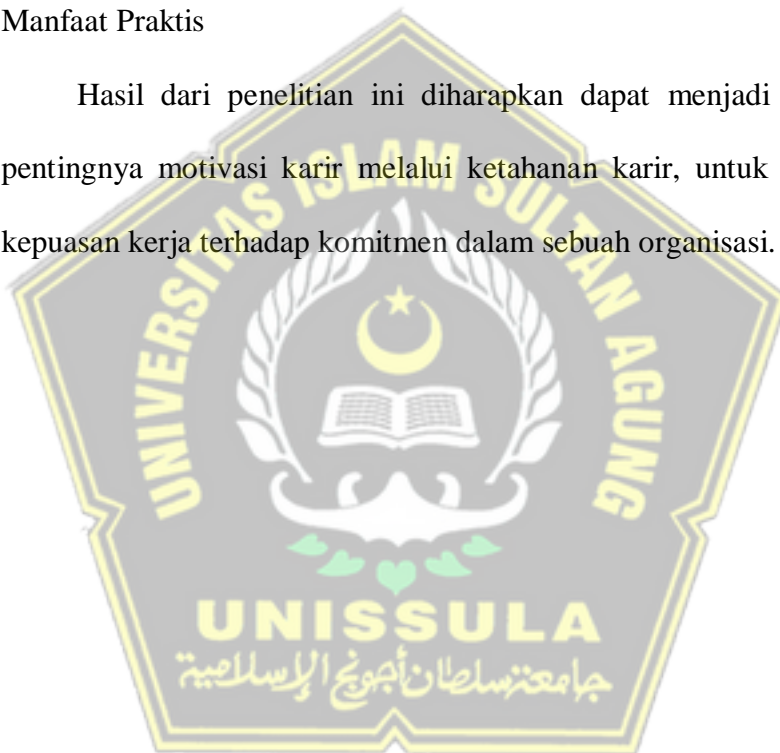 Manfaat Praktis
Hasil dari penelitian ini diharapkan dapat menjadi
pentingnya motivasi karir melalui ketahanan karir, untuk
kepuasan kerja terhadap komitmen dalam sebuah organisasi.
UNIVERSITAS ISLAM SULTAN AGUNG
UNISSULA
جامعة سلطان أجونج الإسلامية